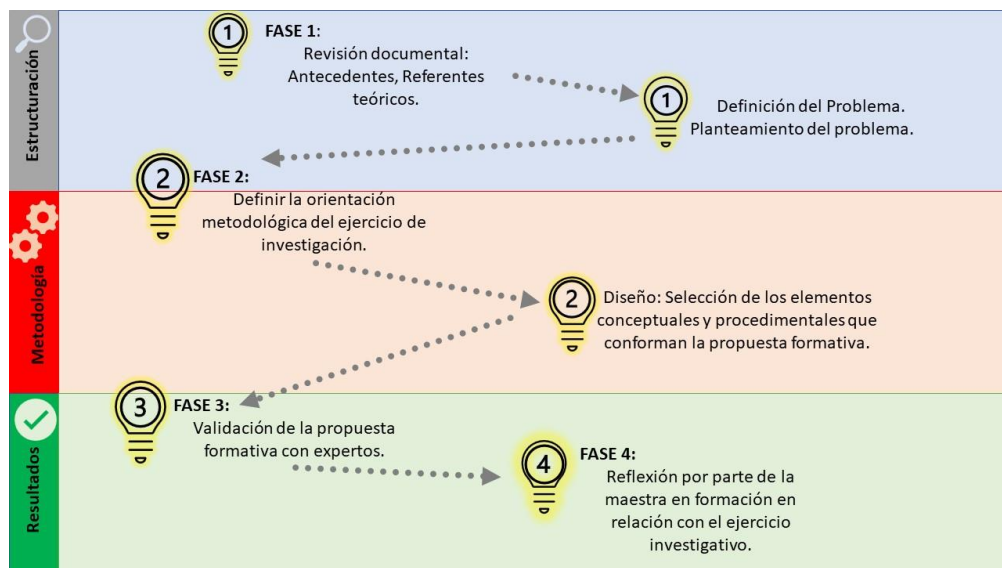 Estructuración
1
FASE 1:
Revisión documental:
Antecedentes, Referentes
teóricos.
1
Definición del Problema.
Planteamiento del problema.
Metodología
2
FASE 2:
Definir la orientación
metodológica del ejercicio de
investigación.
2
Diseño: Selección de los elementos
conceptuales y procedimentales que
conforman la propuesta formativa.
Resultados
3
FASE 3:
Validación de la propuesta
formativa con expertos.
4
FASE 4:
Reflexión por parte de la
maestra en formación en
relación con el ejercicio
investigativo.